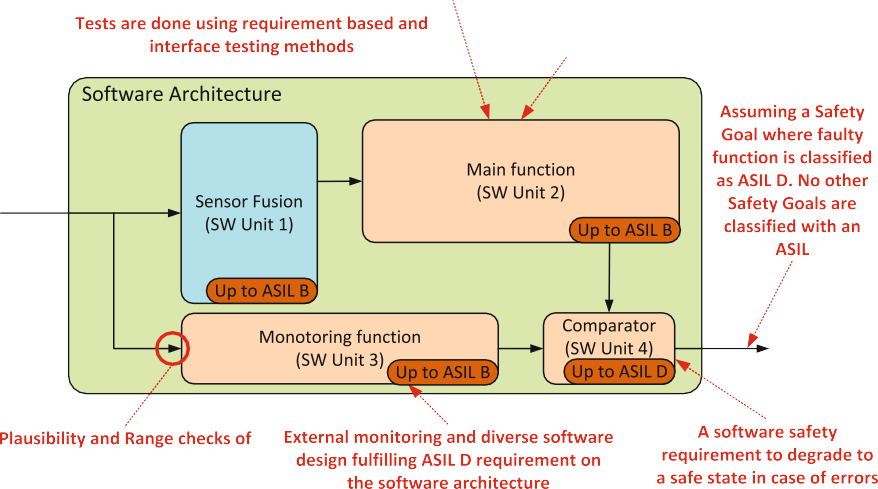 Tests are done using requirement based and
interface testing methods
Software Architecture
Assuming a Safety
Goal where faulty
function is classified
as ASIL D. No other
Safety Goals are
classified with an
ASIL
Sensor Fusion
(SW Unit 1)
Up to ASIL B
Main function
(SW Unit 2)
Up to ASIL B
Monotoring function
(SW Unit 3)
Up to ASIL B
Comparator
(SW Unit 4)
Up to ASIL D
Plausibility and Range checks of
External monitoring and diverse software
design fulfilling ASIL D requirement on
the software architecture
A software safety
requirement to degrade to
a safe state in case of errors